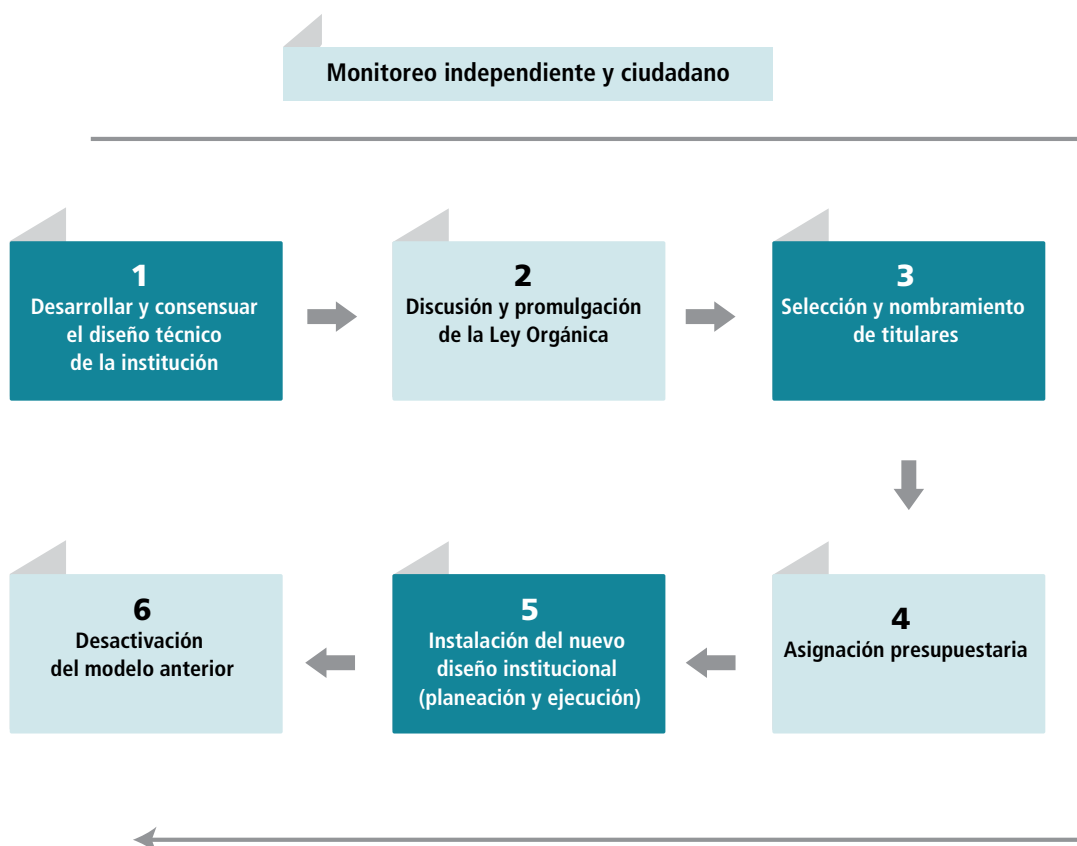 Monitoreo independiente y ciudadano
1
Desarrollar y consensuar
el diseño técnico
de la institución
2
Discusión y promulgación
de la Ley Orgánica
3
Selección y nombramiento
de titulares
4
Asignación presupuestaria
5
Instalación del nuevo
diseño institucional
(planeación y ejecución)
6
Desactivación
del modelo anterior